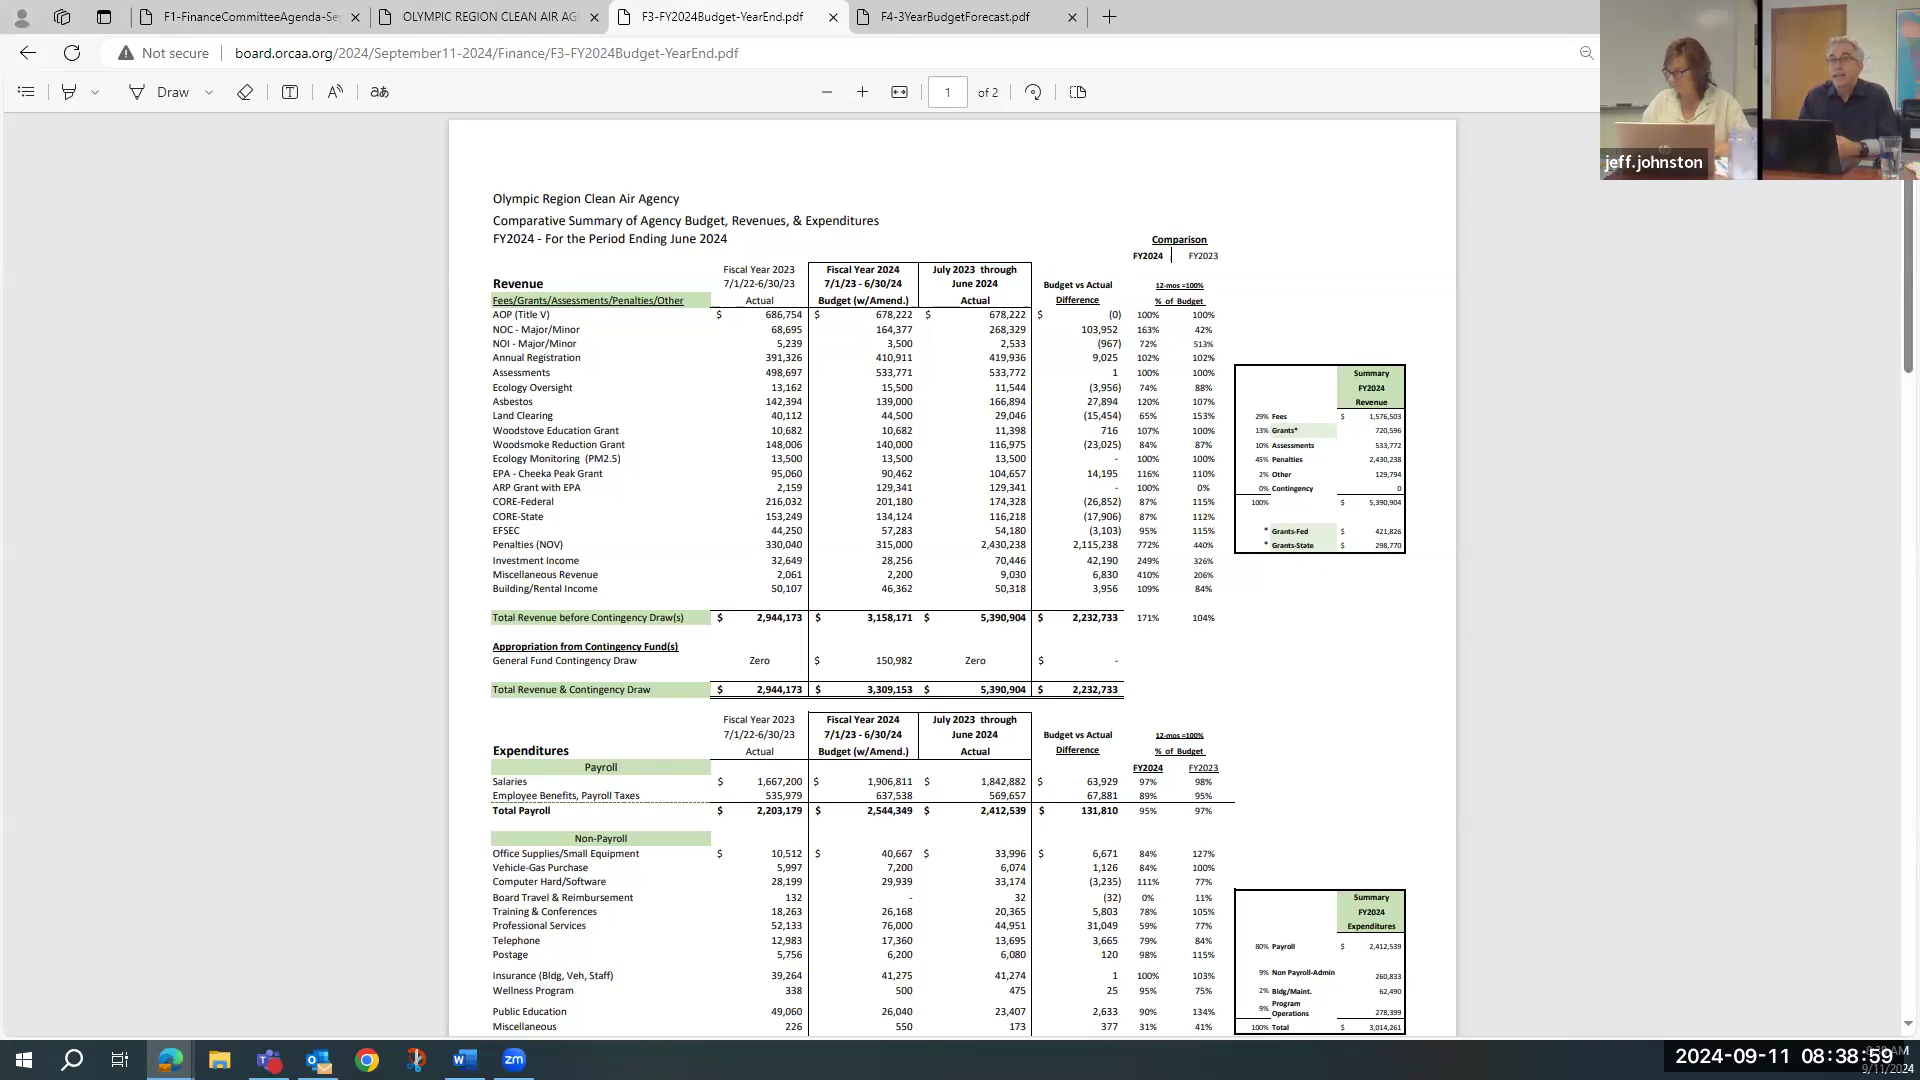 F1-FinanceCommitteeAgenda-Se
OLYMPIC REGION CLEAN AIR AG
F3-FY2024Budget-YearEnd.pdf
F4-3YearBudgetForecast.pdf
Not secure
board.orcaa.org/2024/September11-2024/Finance/F3-FY2024Budget-YearEnd.pdf
Draw
1 of 2
jeff.johnston
Olympic Region Clean Air Agency
Comparative Summary of Agency Budget, Revenues, & Expenditures
FY2024 - For the Period Ending June 2024
Comparison
FY2024 FY2023
Fiscal Year 2023 Fiscal Year 2024 July 2023 through
Revenue 7/1/22-6/30/23 7/1/23 - 6/30/24 June 2024 Budget vs Actual 12-mos =100%
Fees/Grants/Assessments/Penalties/Other Actual Budget (w/Amend.) Actual Difference % of Budget
AOP (Title V) $ 686,754 $ 678,222 $ 678,222 $ (0) 100% 100%
NOC - Major/Minor 68,695 164,377 268,329 103,952 163% 42%
NOI - Major/Minor 5,239 3,500 2,533 (967) 72% 513%
Annual Registration 391,326 410,911 419,936 9,025 102% 102%
Assessments 498,697 533,771 533,772 1 100% 100%
Ecology Oversight 13,162 15,500 11,544 (3,956) 74% 88%
Asbestos 142,394 139,000 166,894 27,894 120% 107%
Land Clearing 40,112 44,500 29,046 (15,454) 65% 153%
Woodstove Education Grant 10,682 10,682 11,398 716 107% 100%
Woodsmoke Reduction Grant 148,006 140,000 116,975 (23,025) 84% 87%
Ecology Monitoring (PM2.5) 13,500 13,500 13,500 - 100% 100%
EPA - Cheeka Peak Grant 95,060 90,462 104,657 14,195 116% 110%
ARP Grant with EPA 2,159 129,341 129,341 - 100% 0%
CORE-Federal 216,032 201,180 174,328 (26,852) 87% 115%
CORE-State 153,249 134,124 116,218 (17,906) 87% 112%
EFSEC 44,250 57,283 54,180 (3,103) 95% 115%
Penalties (NOV) 330,040 315,000 2,430,238 2,115,238 772% 440%
Investment Income 32,649 28,256 70,446 42,190 249% 326%
Miscellaneous Revenue 2,061 2,200 9,030 6,830 410% 206%
Building/Rental Income 50,107 46,362 50,318 3,956 109% 84%
Total Revenue before Contingency Draw(s) $ 2,944,173 $ 3,158,171 $ 5,390,904 $ 2,232,733 171% 104%
Appropriation from Contingency Fund(s)
General Fund Contingency Draw Zero $ 150,982 Zero $ -
Total Revenue & Contingency Draw $ 2,944,173 $ 3,309,153 $ 5,390,904 $ 2,232,733
Summary
FY2024
Revenue
29% Fees $ 1,576,503
13% Grants* 720,596
10% Assessments 533,772
45% Penalties 2,430,238
2% Other 129,794
0% Contingency 0
100% $ 5,390,904
* Grants-Fed $ 421,826
* Grants-State $ 298,770
Fiscal Year 2023 Fiscal Year 2024 July 2023 through
7/1/22-6/30/23 7/1/23 - 6/30/24 June 2024 Budget vs Actual 12-mos =100%
Expenditures Actual Budget (w/Amend.) Actual Difference % of Budget
Payroll FY2024 FY2023
Salaries $ 1,667,200 $ 1,906,811 $ 1,842,882 $ 63,929 97% 98%
Employee Benefits, Payroll Taxes 535,979 637,538 569,657 67,881 89% 95%
Total Payroll $ 2,203,179 $ 2,544,349 $ 2,412,539 $ 131,810 95% 97%
Non-Payroll
Office Supplies/Small Equipment $ 10,512 $ 40,667 $ 33,996 $ 6,671 84% 127%
Vehicle-Gas Purchase 5,997 7,200 6,074 1,126 84% 100%
Computer Hard/Software 28,199 29,939 33,174 (3,235) 111% 77%
Board Travel & Reimbursement 132 - 32 (32) 0% 11%
Training & Conferences 18,263 26,168 20,365 5,803 78% 105%
Professional Services 52,133 76,000 44,951 31,049 59% 77%
Telephone 12,983 17,360 13,695 3,665 79% 84%
Postage 5,756 6,200 6,080 120 98% 115%
Insurance (Bldg, Veh, Staff) 39,264 41,275 41,274 1 100% 103%
Wellness Program 338 500 475 25 95% 75%
Public Education 49,060 26,040 23,407 2,633 90% 134%
Miscellaneous 226 550 173 377 31% 41%
Summary
FY2024
Expenditures
80% Payroll $ 2,412,539
9% Non Payroll-Admin 260,833
2% Bldg/Maint. 62,490
9% Program Operations 278,399
100% Total $ 3,014,261
2024-09-11 08:38:59
9/11/2024